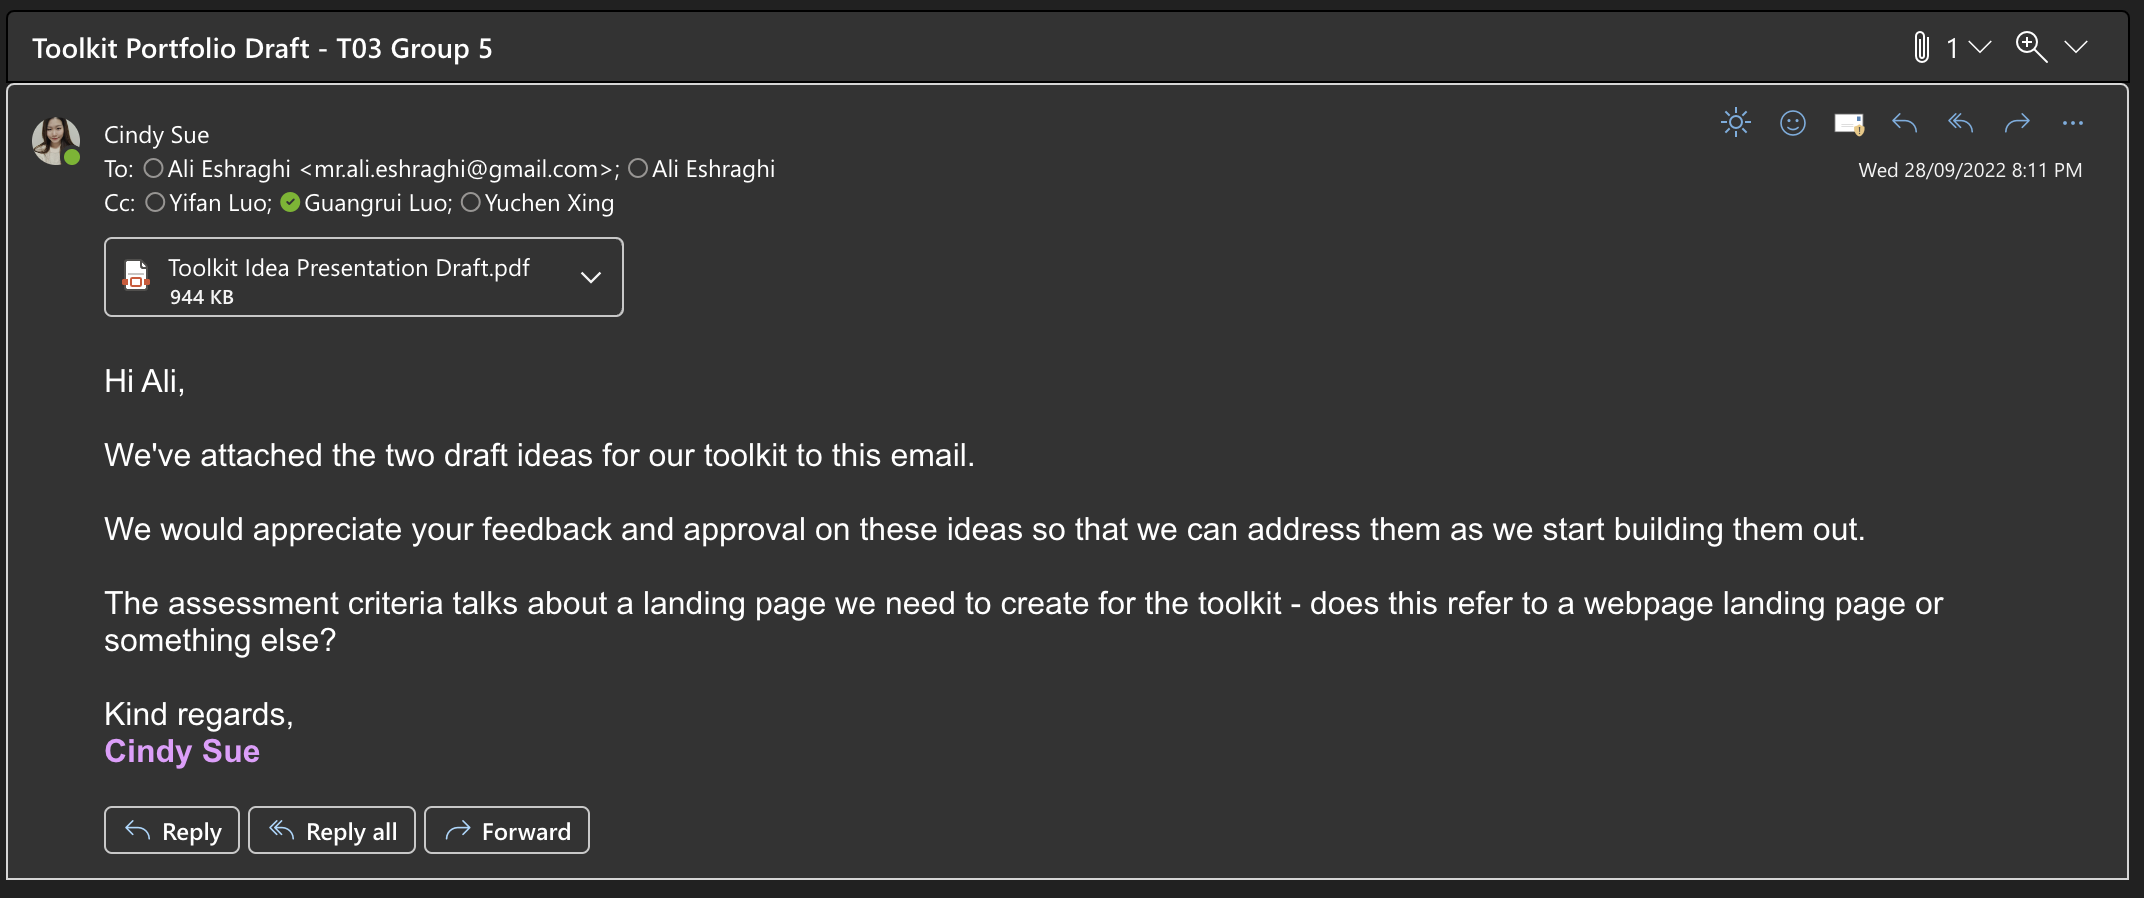 Toolkit Portfolio Draft - T03 Group 5
1
Cindy Sue
To: Ali Eshraghi <mr.ali.eshraghi@gmail.com>; Ali Eshraghi
Wed 28/09/2022 8:11 PM
Cc: Yifan Luo; Guangrui Luo; Yuchen Xing
Toolkit Idea Presentation Draft.pdf
944 KB
Hi Ali,
We've attached the two draft ideas for our toolkit to this email.
We would appreciate your feedback and approval on these ideas so that we can address them as we start building them out.
The assessment criteria talks about a landing page we need to create for the toolkit - does this refer to a webpage landing page or
something else?
Kind regards,
Cindy Sue
Reply
Reply all
Forward